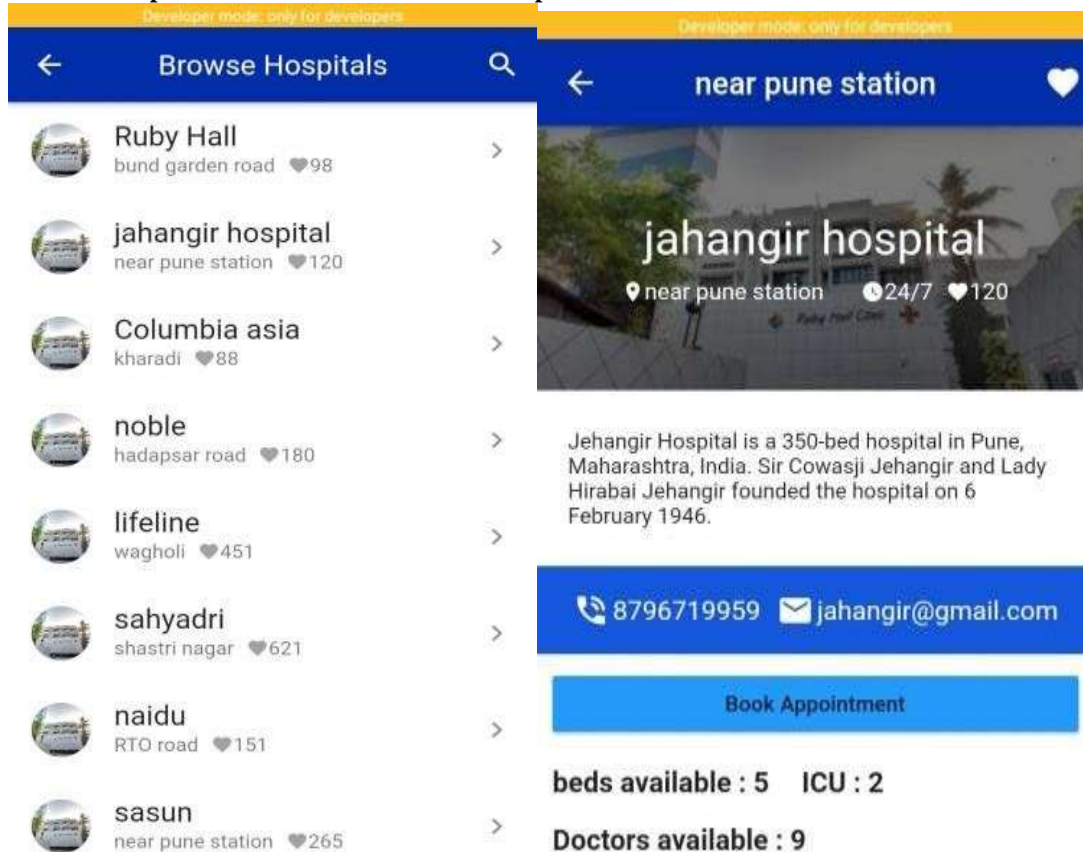 Developer mode: only for developers
Browse Hospitals
Ruby Hall
bund garden road 98
jahangir hospital
near pune station 120
Columbia asia
kharadi 88
noble
hadapsar road 180
lifeline
wagholi 451
sahyadri
shastri nagar 621
naidu
RTO road 151
sasun
near pune station 265
Developer mode: only for developers
near pune station
jahangir hospital
near pune station 24/7 120
Ruby Hall Clinic
Jehangir Hospital is a 350-bed hospital in Pune,
Maharashtra, India. Sir Cowasji Jehangir and Lady
Hirabai Jehangir founded the hospital on 6
February 1946.
8796719959 jahangir@gmail.com
Book Appointment
beds available : 5 ICU : 2
Doctors available : 9